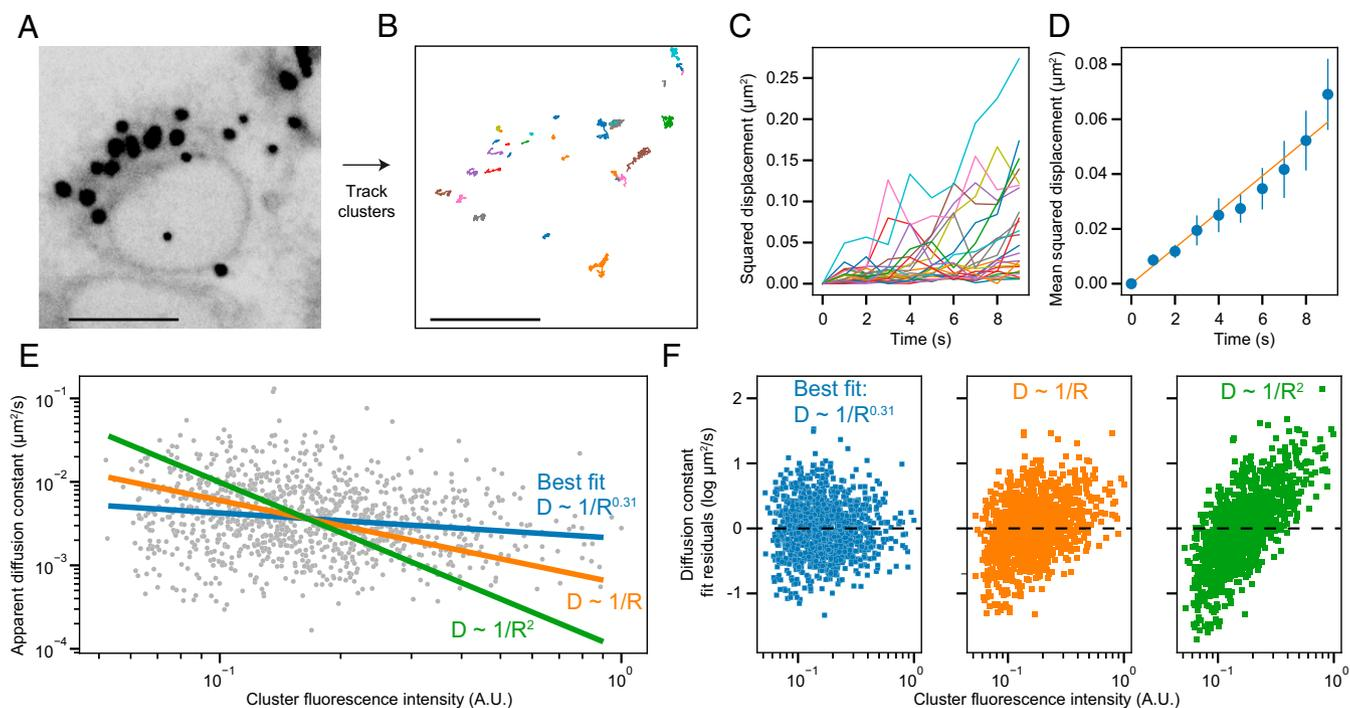 A
B
C
D
Track
clusters
Squared displacement (μm²)
0.25
0.20
0.15
0.10
0.05
0.00
0 2 4 6 8
Time (s)
Mean squared displacement (μm²)
0.08
0.06
0.04
0.02
0.00
0 2 4 6 8
Time (s)
E
Apparent diffusion constant (μm²/s)
10⁻¹
10⁻²
10⁻³
10⁻⁴
Best fit
D ~ 1/R⁰·³¹
D ~ 1/R
D ~ 1/R²
10⁻¹ 10⁰
Cluster fluorescence intensity (A.U.)
F
Diffusion constant
fit residuals (log μm²/s)
2
1
0
-1
Best fit:
D ~ 1/R⁰·³¹
D ~ 1/R
D ~ 1/R²
10⁻¹ 10⁰ 10⁻¹ 10⁰ 10⁻¹ 10⁰
Cluster fluorescence intensity (A.U.)